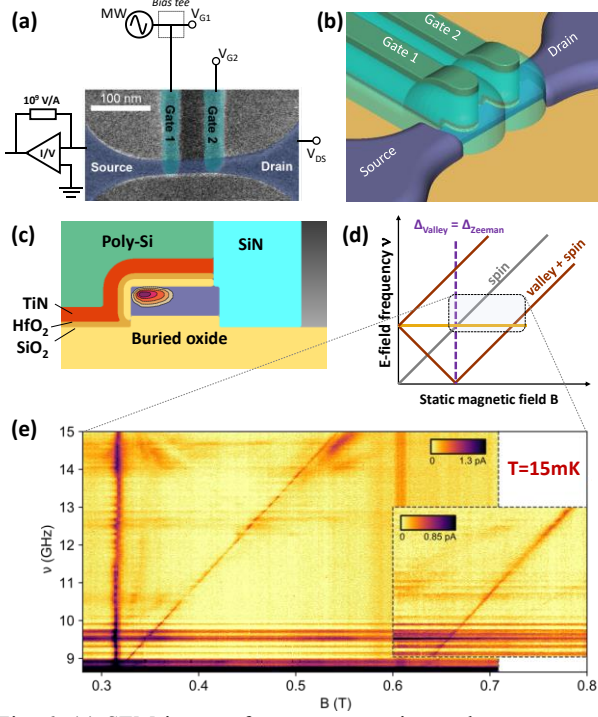 (a)
Bias tee
MW
V_G1
V_G2
10⁹ V/A
100 nm
Gate 1
Gate 2
I/V
Source
Drain
V_DS
(b)
Gate 2
Gate 1
Drain
Source
(c)
Poly-Si
SiN
TiN
HfO₂
SiO₂
Buried oxide
(d)
Δ_Valley = Δ_Zeeman
E-field frequency ν
spin
valley + spin
Static magnetic field B
(e)
15
14
13
12
11
10
9
ν (GHz)
0 1.3 pA
T=15mK
0 0.85 pA
0.3 0.4 0.5 0.6 0.7 0.8
B (T)